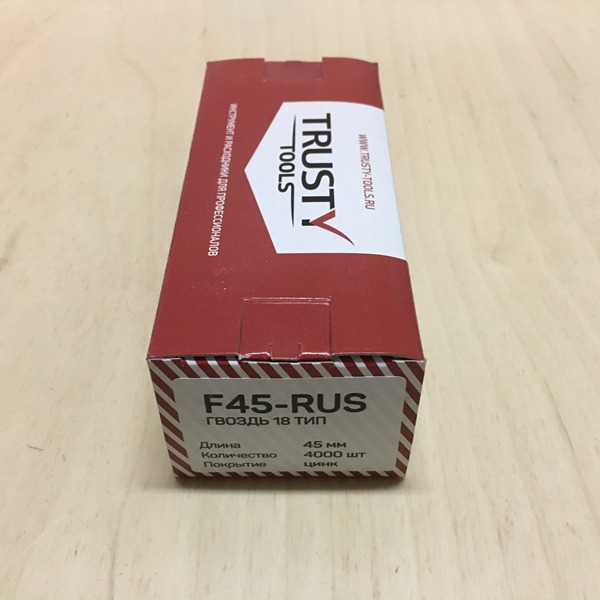 WWW.TRUSTY-TOOLS.RU
TRUSTY
TOOLS
ИНСТРУМЕНТ И РАСХОДНИКИ ДЛЯ ПРОФЕССИОНАЛОВ
F45-RUS
ГВОЗДЬ 18 ТИП
Длина 45 мм
Количество 4000 шт
Покрытие цинк